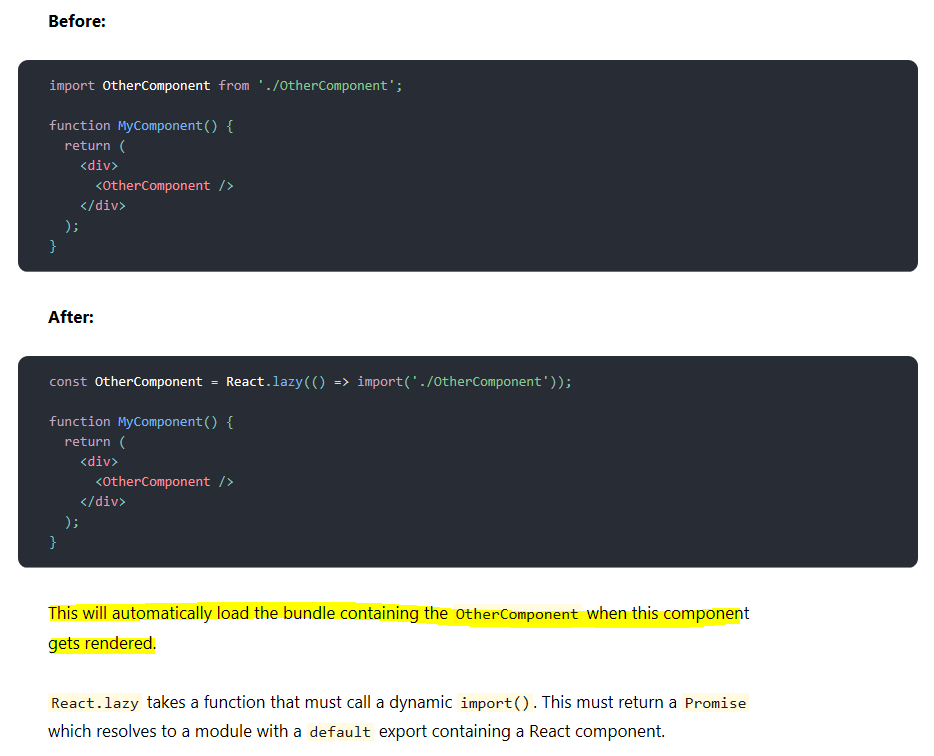 Before:
import OtherComponent from './OtherComponent';
function MyComponent() {
  return (
    <div>
      <OtherComponent />
    </div>
  );
}
After:
const OtherComponent = React.lazy(() => import('./OtherComponent'));
function MyComponent() {
  return (
    <div>
      <OtherComponent />
    </div>
  );
}
This will automatically load the bundle containing the OtherComponent when this component
gets rendered.
React.lazy takes a function that must call a dynamic import(). This must return a Promise
which resolves to a module with a default export containing a React component.